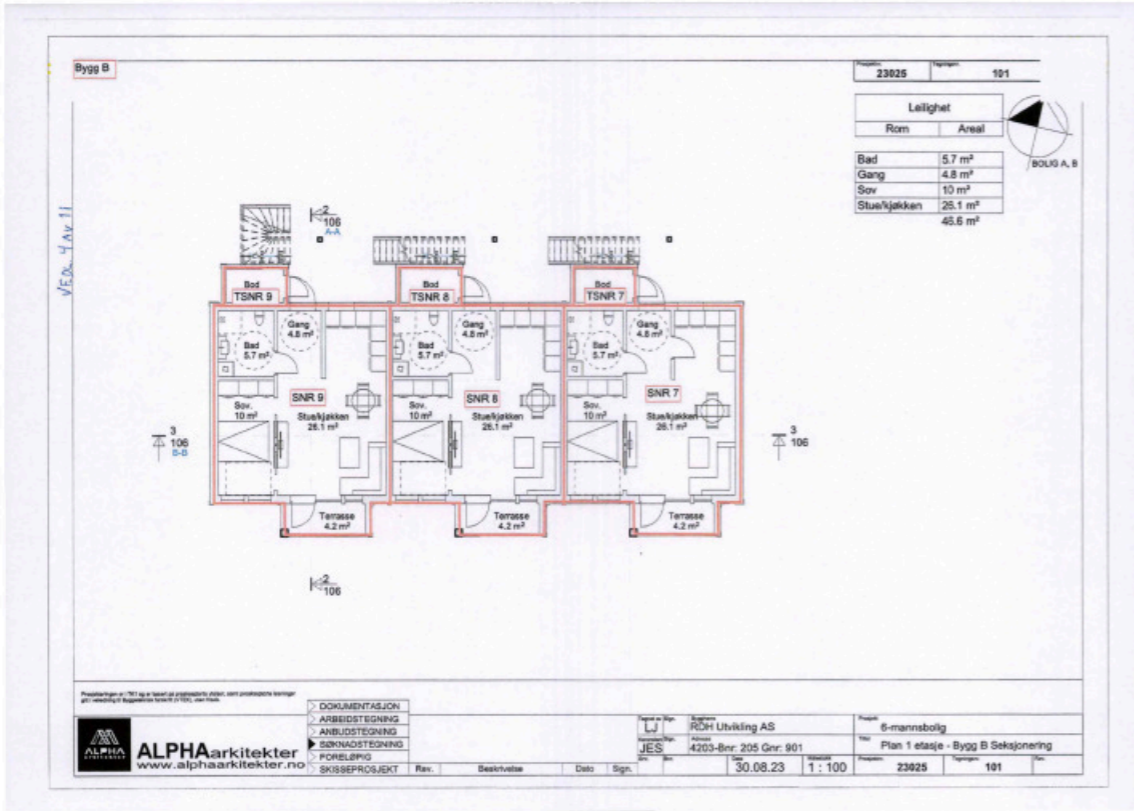 Bygg B
23025 101
Leilighet
Rom Areal
Bad 5.7 m²
Gang 4.8 m²
Sov 10 m²
Stue/kjøkken 26.1 m²
46.6 m²
BOLIG A, B
VEDL 4 AV 11
2
106
A-A
Bod
TSNR 9
Bod
TSNR 8
Bod
TSNR 7
Gang
4.8 m²
Bad
5.7 m²
Gang
4.8 m²
Bad
5.7 m²
Gang
4.8 m²
Bad
5.7 m²
SNR 9
SNR 8
SNR 7
Sov.
10 m²
Stue/kjøkken
26.1 m²
Sov.
10 m²
Stue/kjøkken
26.1 m²
Sov.
10 m²
Stue/kjøkken
26.1 m²
3
106
B-B
3
106
Terrasse
4.2 m²
Terrasse
4.2 m²
Terrasse
4.2 m²
2
106
DOKUMENTASJON
ARBEIDSTEGNING
ANBUDSTEGNING
SØKNADSTEGNING
FORELØPIG
SKISSEPROSJEKT
ALPHA
ALPHAarkitekter
www.alphaarkitekter.no
Rev. Beskrivelse Dato Sign.
LJ RDH Utvikling AS 6-mannsbolig
JES 4203-Bnr: 205 Gnr: 901 Plan 1 etasje - Bygg B Seksjonering
30.08.23 1 : 100 23025 101